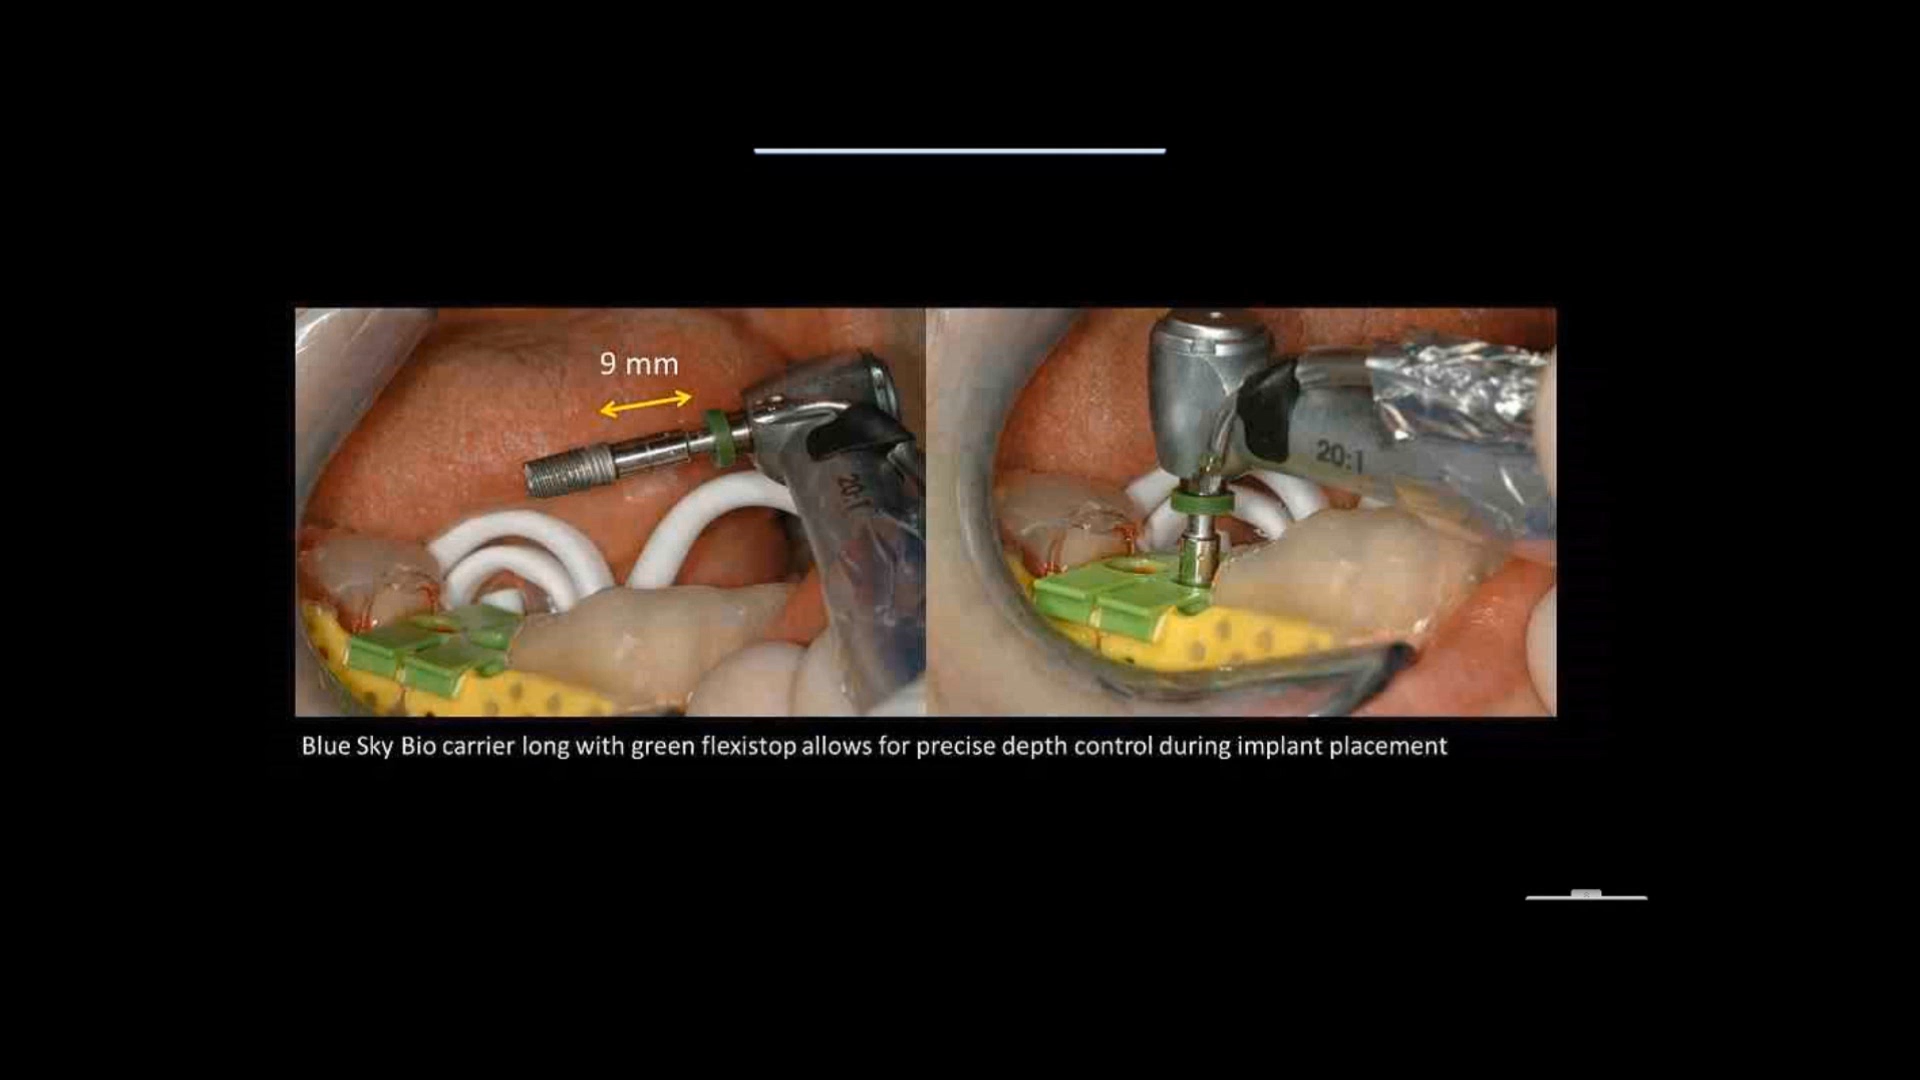 9 mm
20:1
20:1
Blue Sky Bio carrier long with green flexistop allows for precise depth control during implant placement